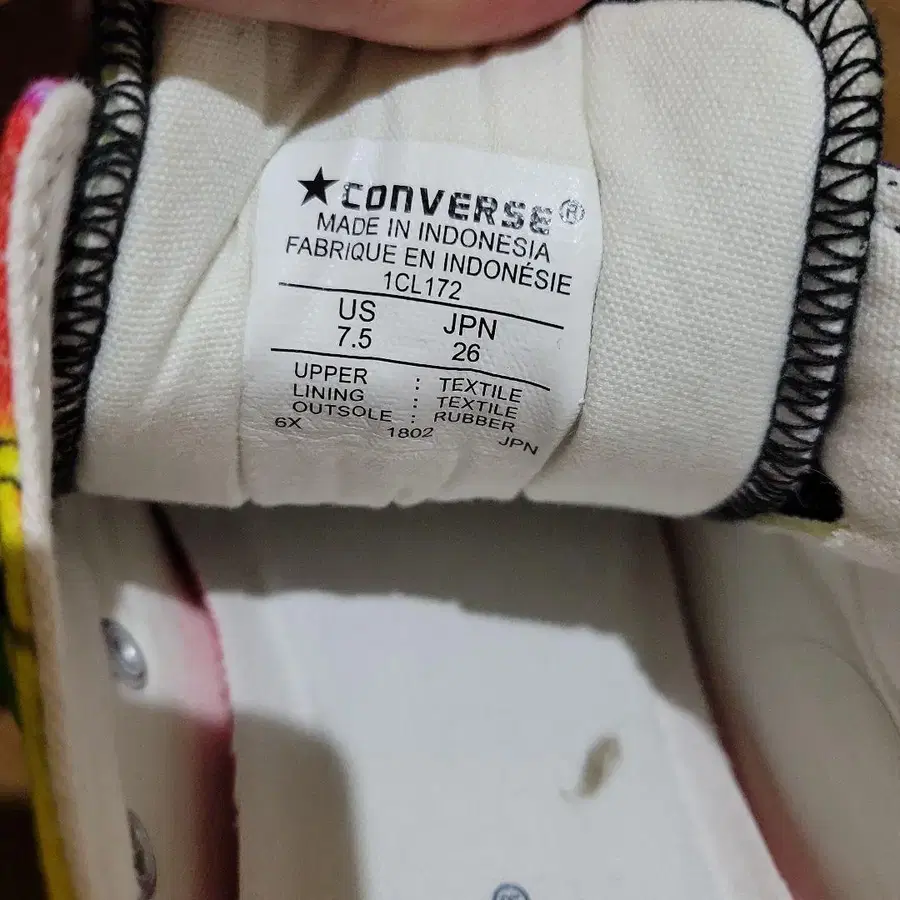 ★CONVERSE®
MADE IN INDONESIA
FABRIQUE EN INDONÉSIE
1CL172
US JPN
7.5 26
UPPER : TEXTILE
LINING : TEXTILE
OUTSOLE : RUBBER
6X 1802 JPN